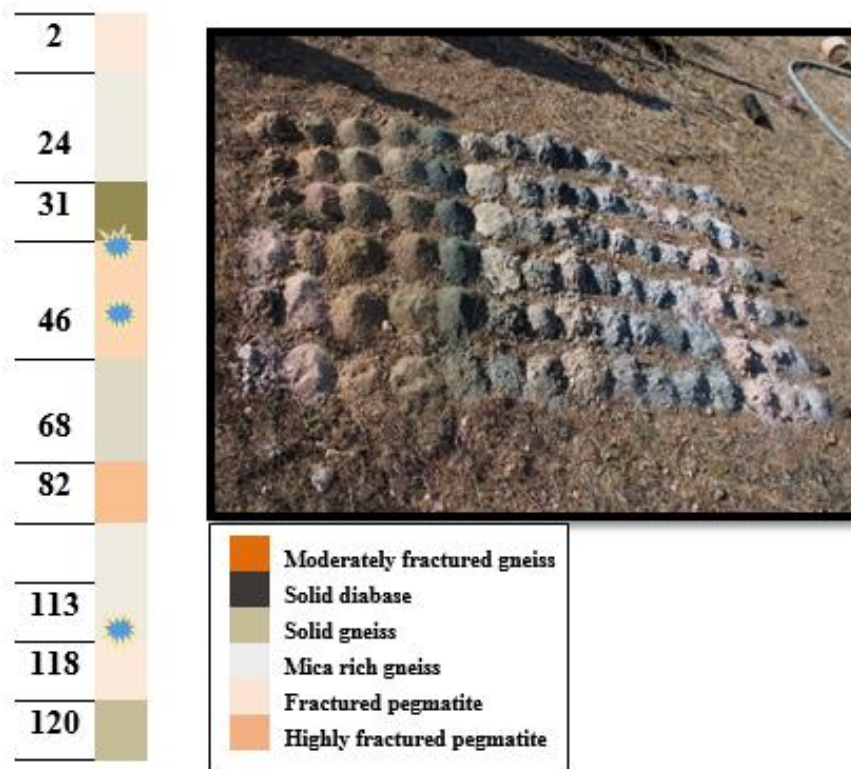 2
24
31
46
68
82
113
118
120
Moderately fractured gneiss
Solid diabase
Solid gneiss
Mica rich gneiss
Fractured pegmatite
Highly fractured pegmatite